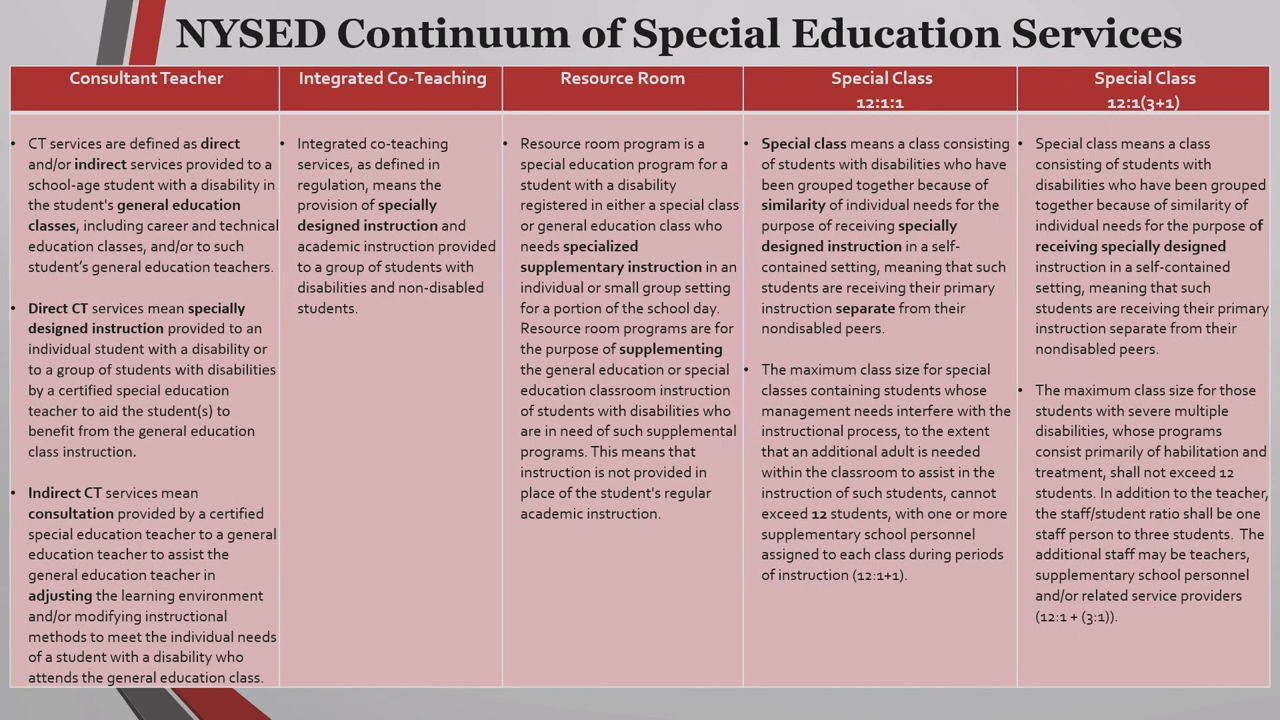 NYSED Continuum of Special Education Services
Consultant Teacher
Integrated Co-Teaching
Resource Room
Special Class
12:1:1
Special Class
12:1(3+1)
• CT services are defined as direct
and/or indirect services provided to a
school-age student with a disability in
the student's general education
classes, including career and technical
education classes, and/or to such
student's general education teachers.
• Direct CT services mean specially
designed instruction provided to an
individual student with a disability or
to a group of students with disabilities
by a certified special education
teacher to aid the student(s) to
benefit from the general education
class instruction.
• Indirect CT services mean
consultation provided by a certified
special education teacher to a general
education teacher to assist the
general education teacher in
adjusting the learning environment
and/or modifying instructional
methods to meet the individual needs
of a student with a disability who
attends the general education class.
• Integrated co-teaching
services, as defined in
regulation, means the
provision of specially
designed instruction and
academic instruction provided
to a group of students with
disabilities and non-disabled
students.
• Resource room program is a
special education program for a
student with a disability
registered in either a special class
or general education class who
needs specialized
supplementary instruction in an
individual or small group setting
for a portion of the school day.
Resource room programs are for
the purpose of supplementing
the general education or special
education classroom instruction
of students with disabilities who
are in need of such supplemental
programs. This means that
instruction is not provided in
place of the student's regular
academic instruction.
• Special class means a class consisting
of students with disabilities who have
been grouped together because of
similarity of individual needs for the
purpose of receiving specially
designed instruction in a self-
contained setting, meaning that such
students are receiving their primary
instruction separate from their
nondisabled peers.
• The maximum class size for special
classes containing students whose
management needs interfere with the
instructional process, to the extent
that an additional adult is needed
within the classroom to assist in the
instruction of such students, cannot
exceed 12 students, with one or more
supplementary school personnel
assigned to each class during periods
of instruction (12:1+1).
• Special class means a class
consisting of students with
disabilities who have been grouped
together because of similarity of
individual needs for the purpose of
receiving specially designed
instruction in a self-contained
setting, meaning that such
students are receiving their primary
instruction separate from their
nondisabled peers.
• The maximum class size for those
students with severe multiple
disabilities, whose programs
consist primarily of habilitation and
treatment, shall not exceed 12
students. In addition to the teacher,
the staff/student ratio shall be one
staff person to three students. The
additional staff may be teachers,
supplementary school personnel
and/or related service providers
(12:1 + (3:1)).